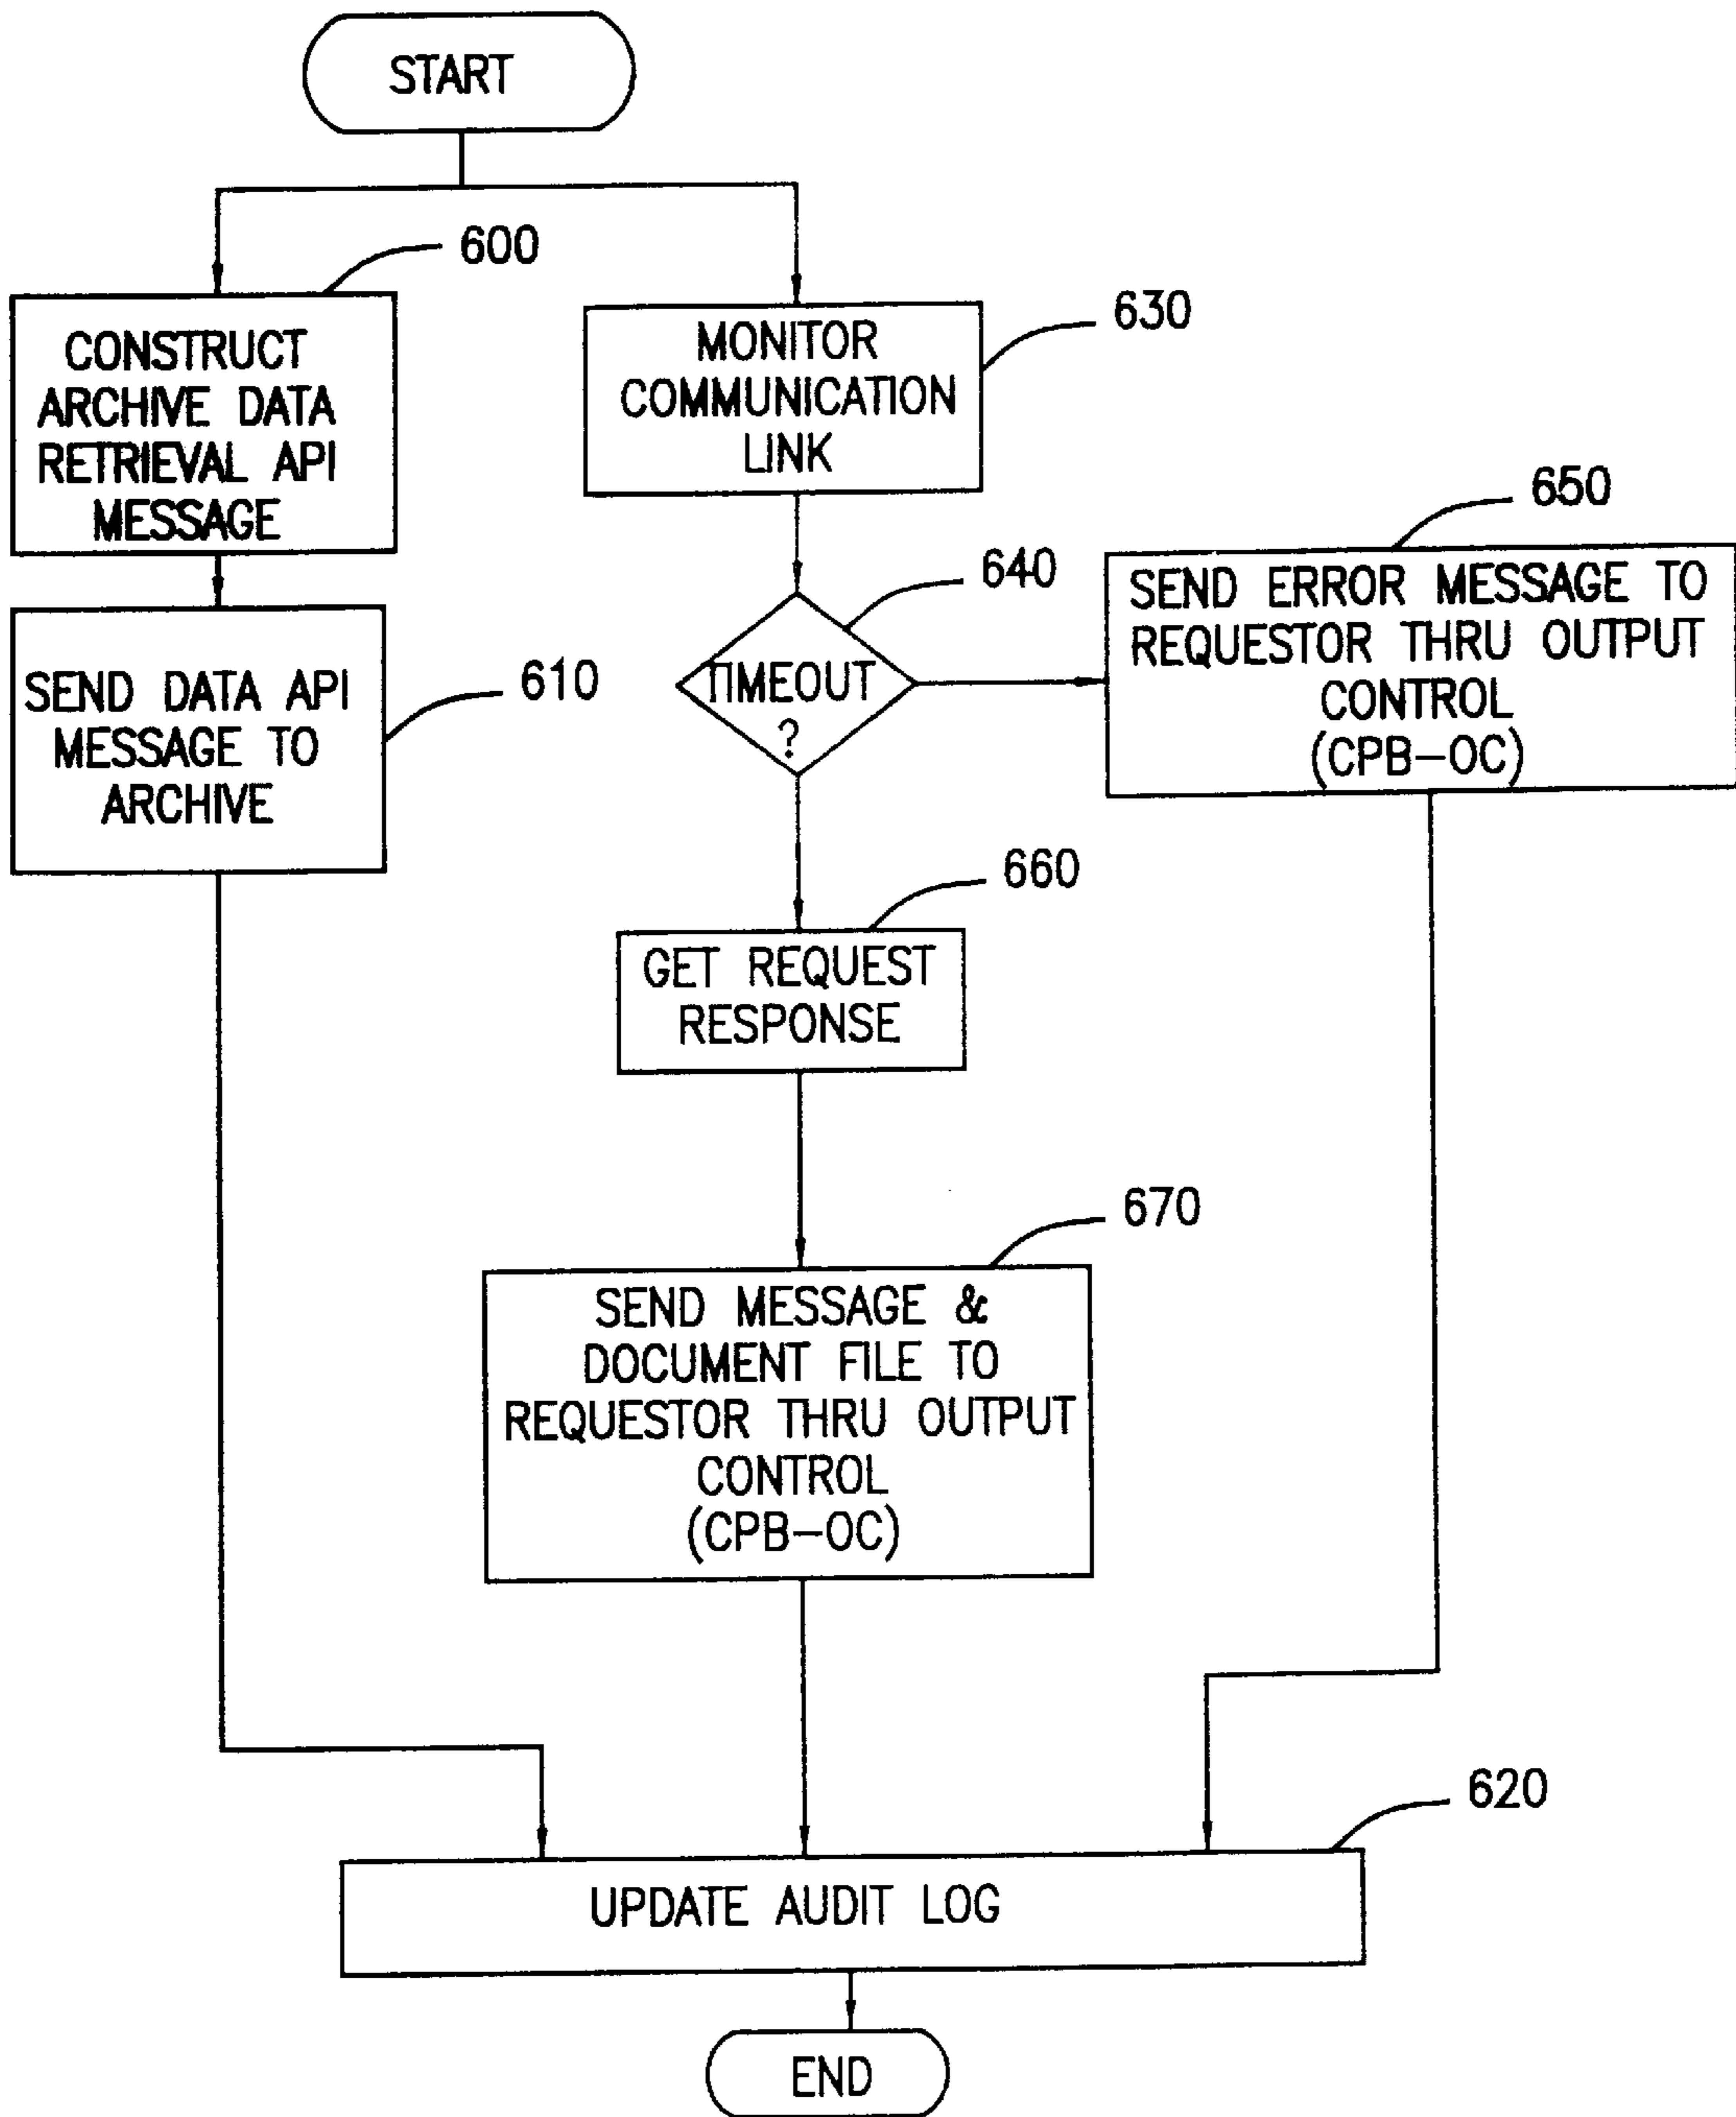 START
600
CONSTRUCT
ARCHIVE DATA
RETRIEVAL API
MESSAGE
MONITOR
COMMUNICATION
LINK
630
SEND DATA API
MESSAGE TO
ARCHIVE
610
TIMEOUT
?
640
650
SEND ERROR MESSAGE TO
REQUESTOR THRU OUTPUT
CONTROL
(CPB-OC)
660
GET REQUEST
RESPONSE
670
SEND MESSAGE &
DOCUMENT FILE TO
REQUESTOR THRU OUTPUT
CONTROL
(CPB-OC)
620
UPDATE AUDIT LOG
END